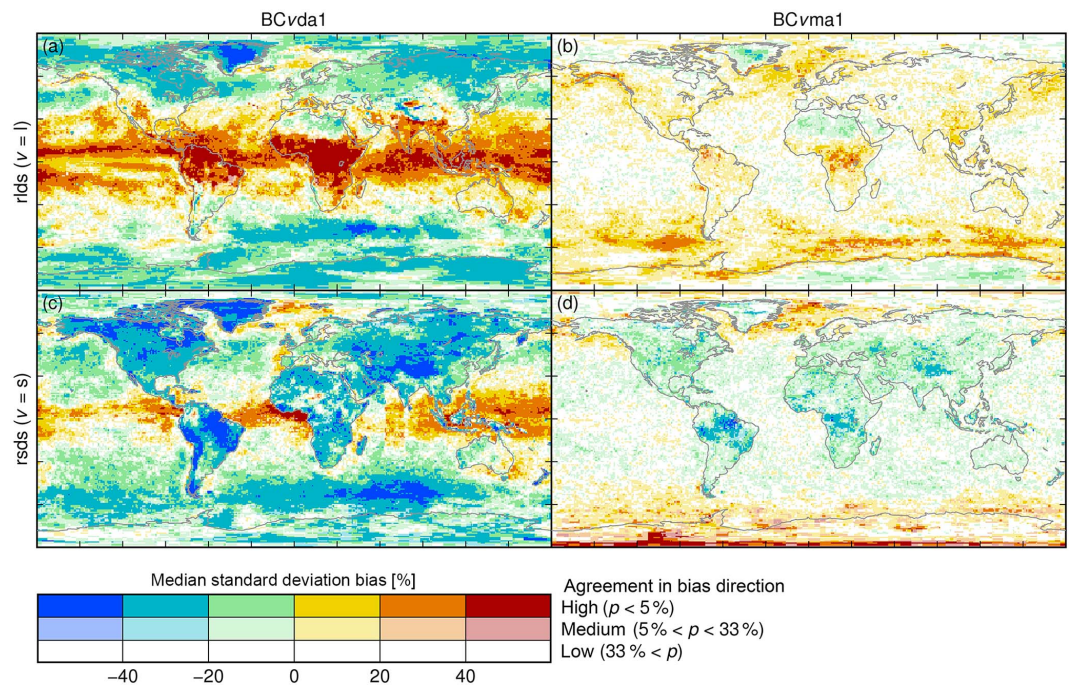 BCvda1 BCvma1
(a) (b)
rlds (v = l)
(c) (d)
rsds (v = s)
Median standard deviation bias [%]
Agreement in bias direction
High (p < 5 %)
Medium (5 % < p < 33 %)
Low (33 % < p)
−40 −20 0 20 40